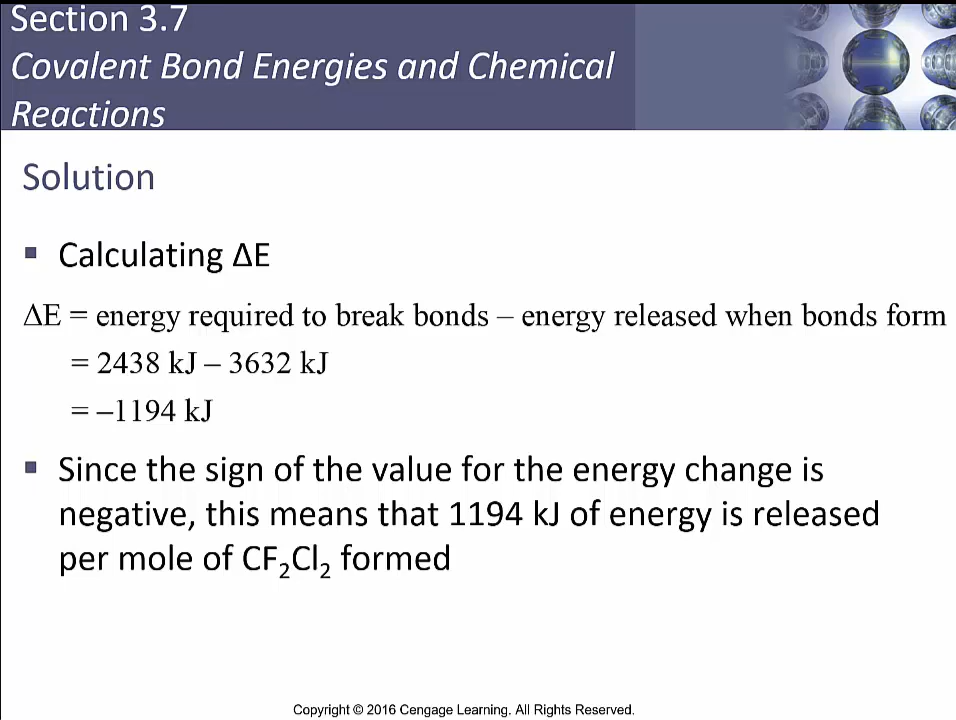 Section 3.7
Covalent Bond Energies and Chemical
Reactions
Solution
▪ Calculating ΔE
ΔE = energy required to break bonds – energy released when bonds form
= 2438 kJ – 3632 kJ
= –1194 kJ
▪ Since the sign of the value for the energy change is
negative, this means that 1194 kJ of energy is released
per mole of CF₂Cl₂ formed
Copyright © 2016 Cengage Learning. All Rights Reserved.